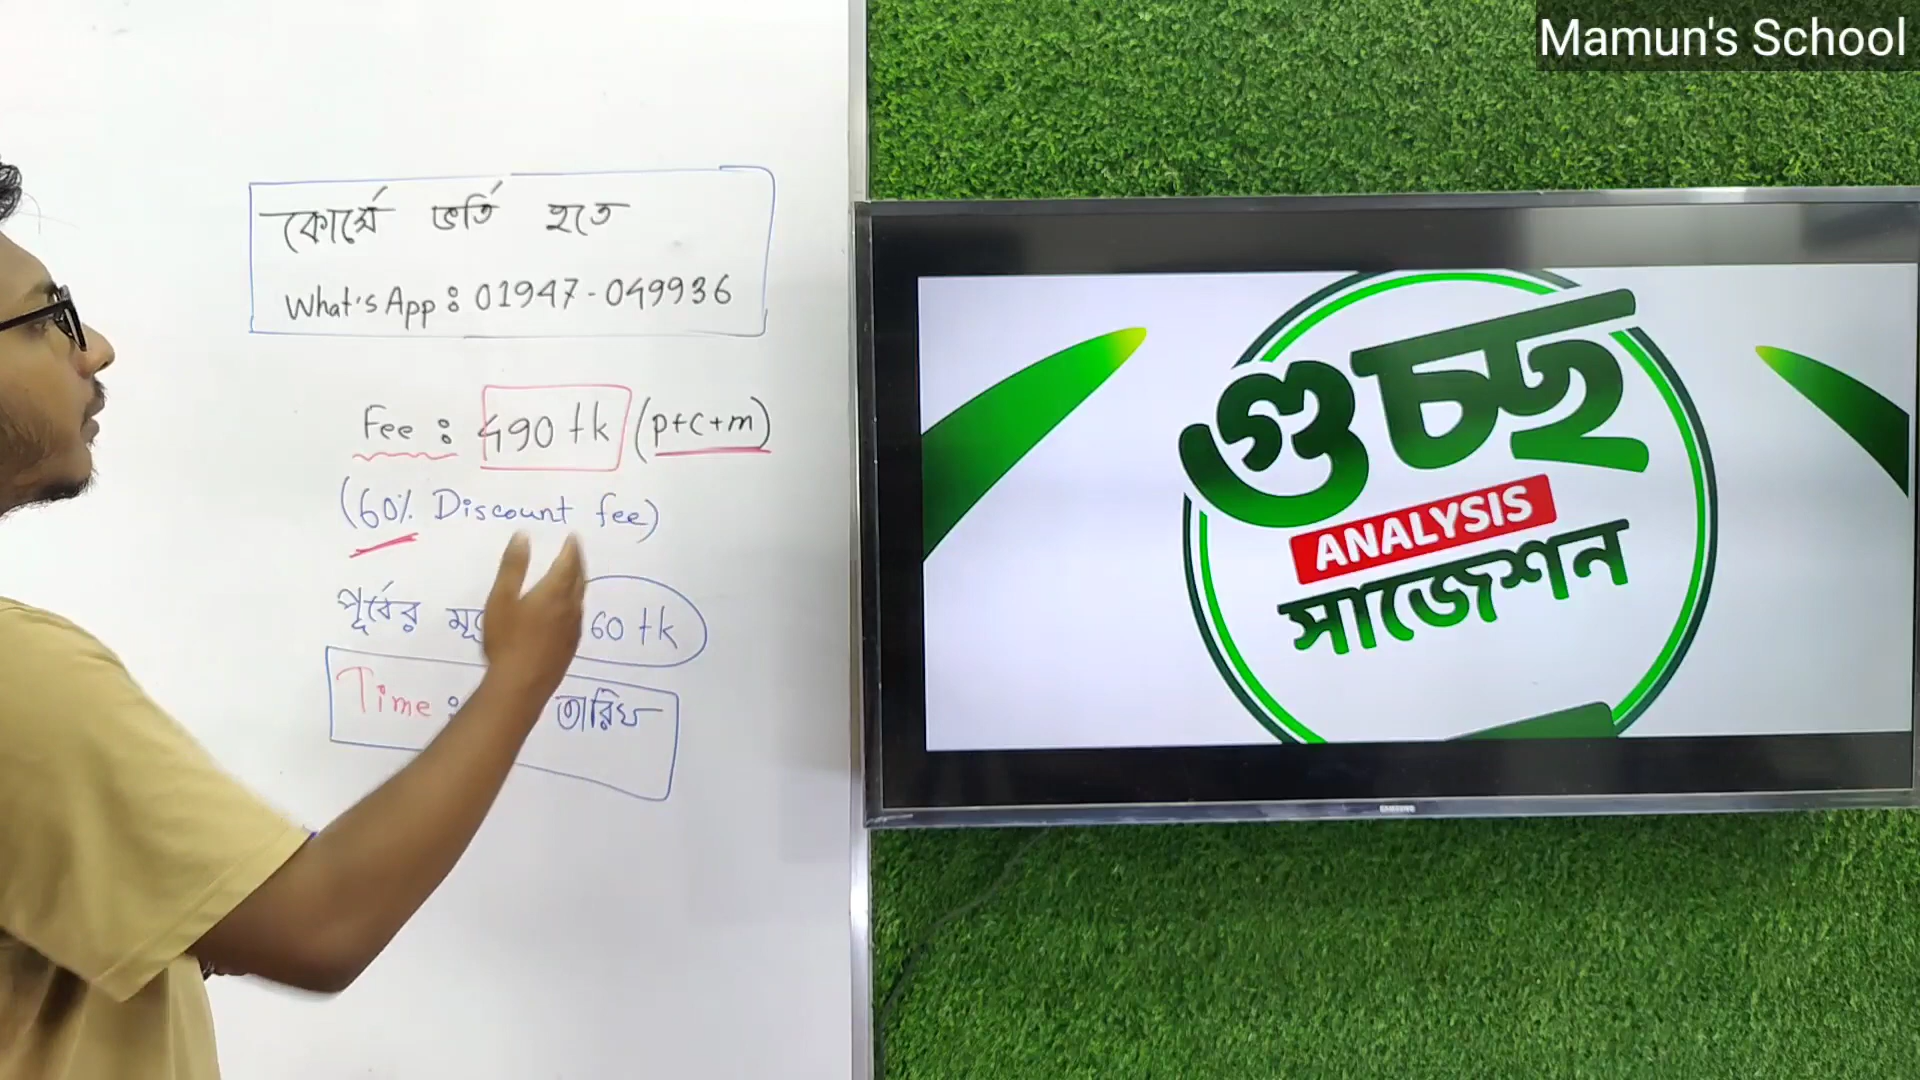 Mamun's School
কোর্সে ভর্তি হতে
What's App : 01947-049936
Fee : 490 tk (p+c+m)
(60% Discount fee)
পূর্বের 60 tk
Time : তারিখ
গুচ্ছ
ANALYSIS
সাজেশন
SAMSUNG